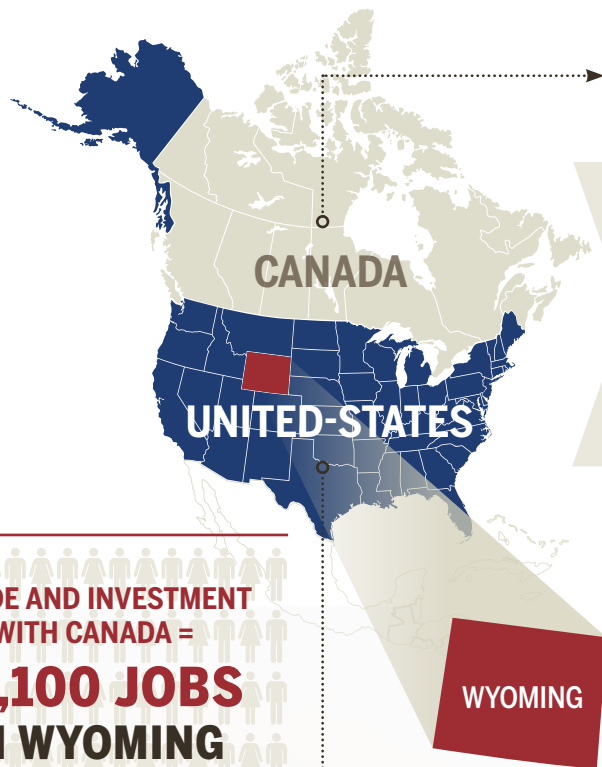 CANADA
UNITED-STATES
DE AND INVESTMENT
WITH CANADA =
,100 JOBS
WYOMING
WYOMING